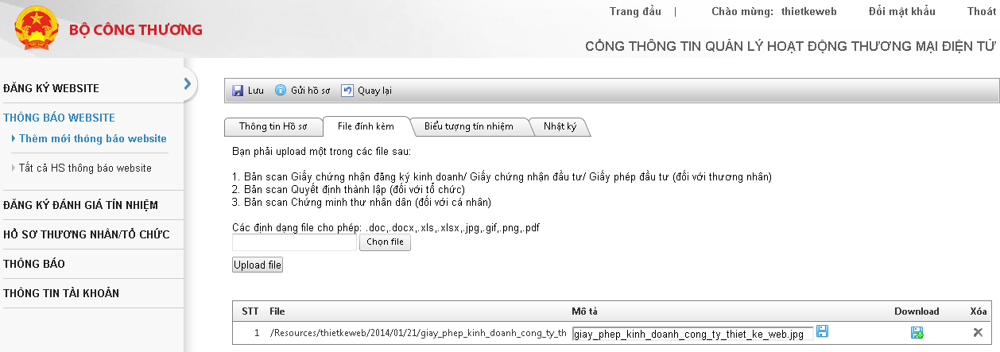 Trang đầu | Chào mừng: thietkeweb Đổi mật khẩu Thoát
BỘ CÔNG THƯƠNG
CỔNG THÔNG TIN QUẢN LÝ HOẠT ĐỘNG THƯƠNG MẠI ĐIỆN TỬ
ĐĂNG KÝ WEBSITE
THÔNG BÁO WEBSITE
Thêm mới thông báo website
Tất cả HS thông báo website
ĐĂNG KÝ ĐÁNH GIÁ TÍN NHIỆM
HỒ SƠ THƯƠNG NHÂN/TỔ CHỨC
THÔNG BÁO
THÔNG TIN TÀI KHOẢN
Lưu Gửi hồ sơ Quay lại
Thông tin Hồ sơ File đính kèm Biểu tượng tín nhiệm Nhật ký
Bạn phải upload một trong các file sau:
1. Bản scan Giấy chứng nhận đăng ký kinh doanh/ Giấy chứng nhận đầu tư/ Giấy phép đầu tư (đối với thương nhân)
2. Bản scan Quyết định thành lập (đối với tổ chức)
3. Bản scan Chứng minh thư nhân dân (đối với cá nhân)
Các định dạng file cho phép: .doc,.docx,.xls,.xlsx,.jpg,.gif,.png,.pdf
Chọn file
Upload file
STT File Mô tả Download Xóa
1 /Resources/thietkeweb/2014/01/21/giay_phep_kinh_doanh_cong_ty_th giay_phep_kinh_doanh_cong_ty_thiet_ke_web.jpg